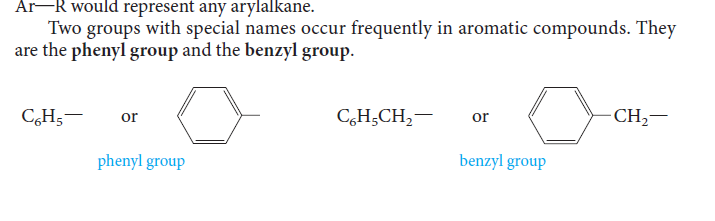 Ar—R would represent any arylalkane.
Two groups with special names occur frequently in aromatic compounds. They
are the phenyl group and the benzyl group.
C₆H₅— or C₆H₅CH₂— or CH₂—
phenyl group benzyl group